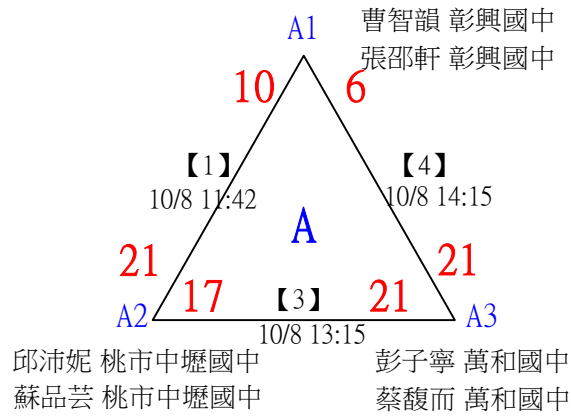 A1
曹智韻 彰興國中
張邵軒 彰興國中
10
6
【1】
10/8 11:42
【4】
10/8 14:15
A
21
21
17
【3】
21
A2
10/8 13:15
A3
邱沛妮 桃市中壢國中
蘇品芸 桃市中壢國中
彭子寧 萬和國中
蔡馥而 萬和國中